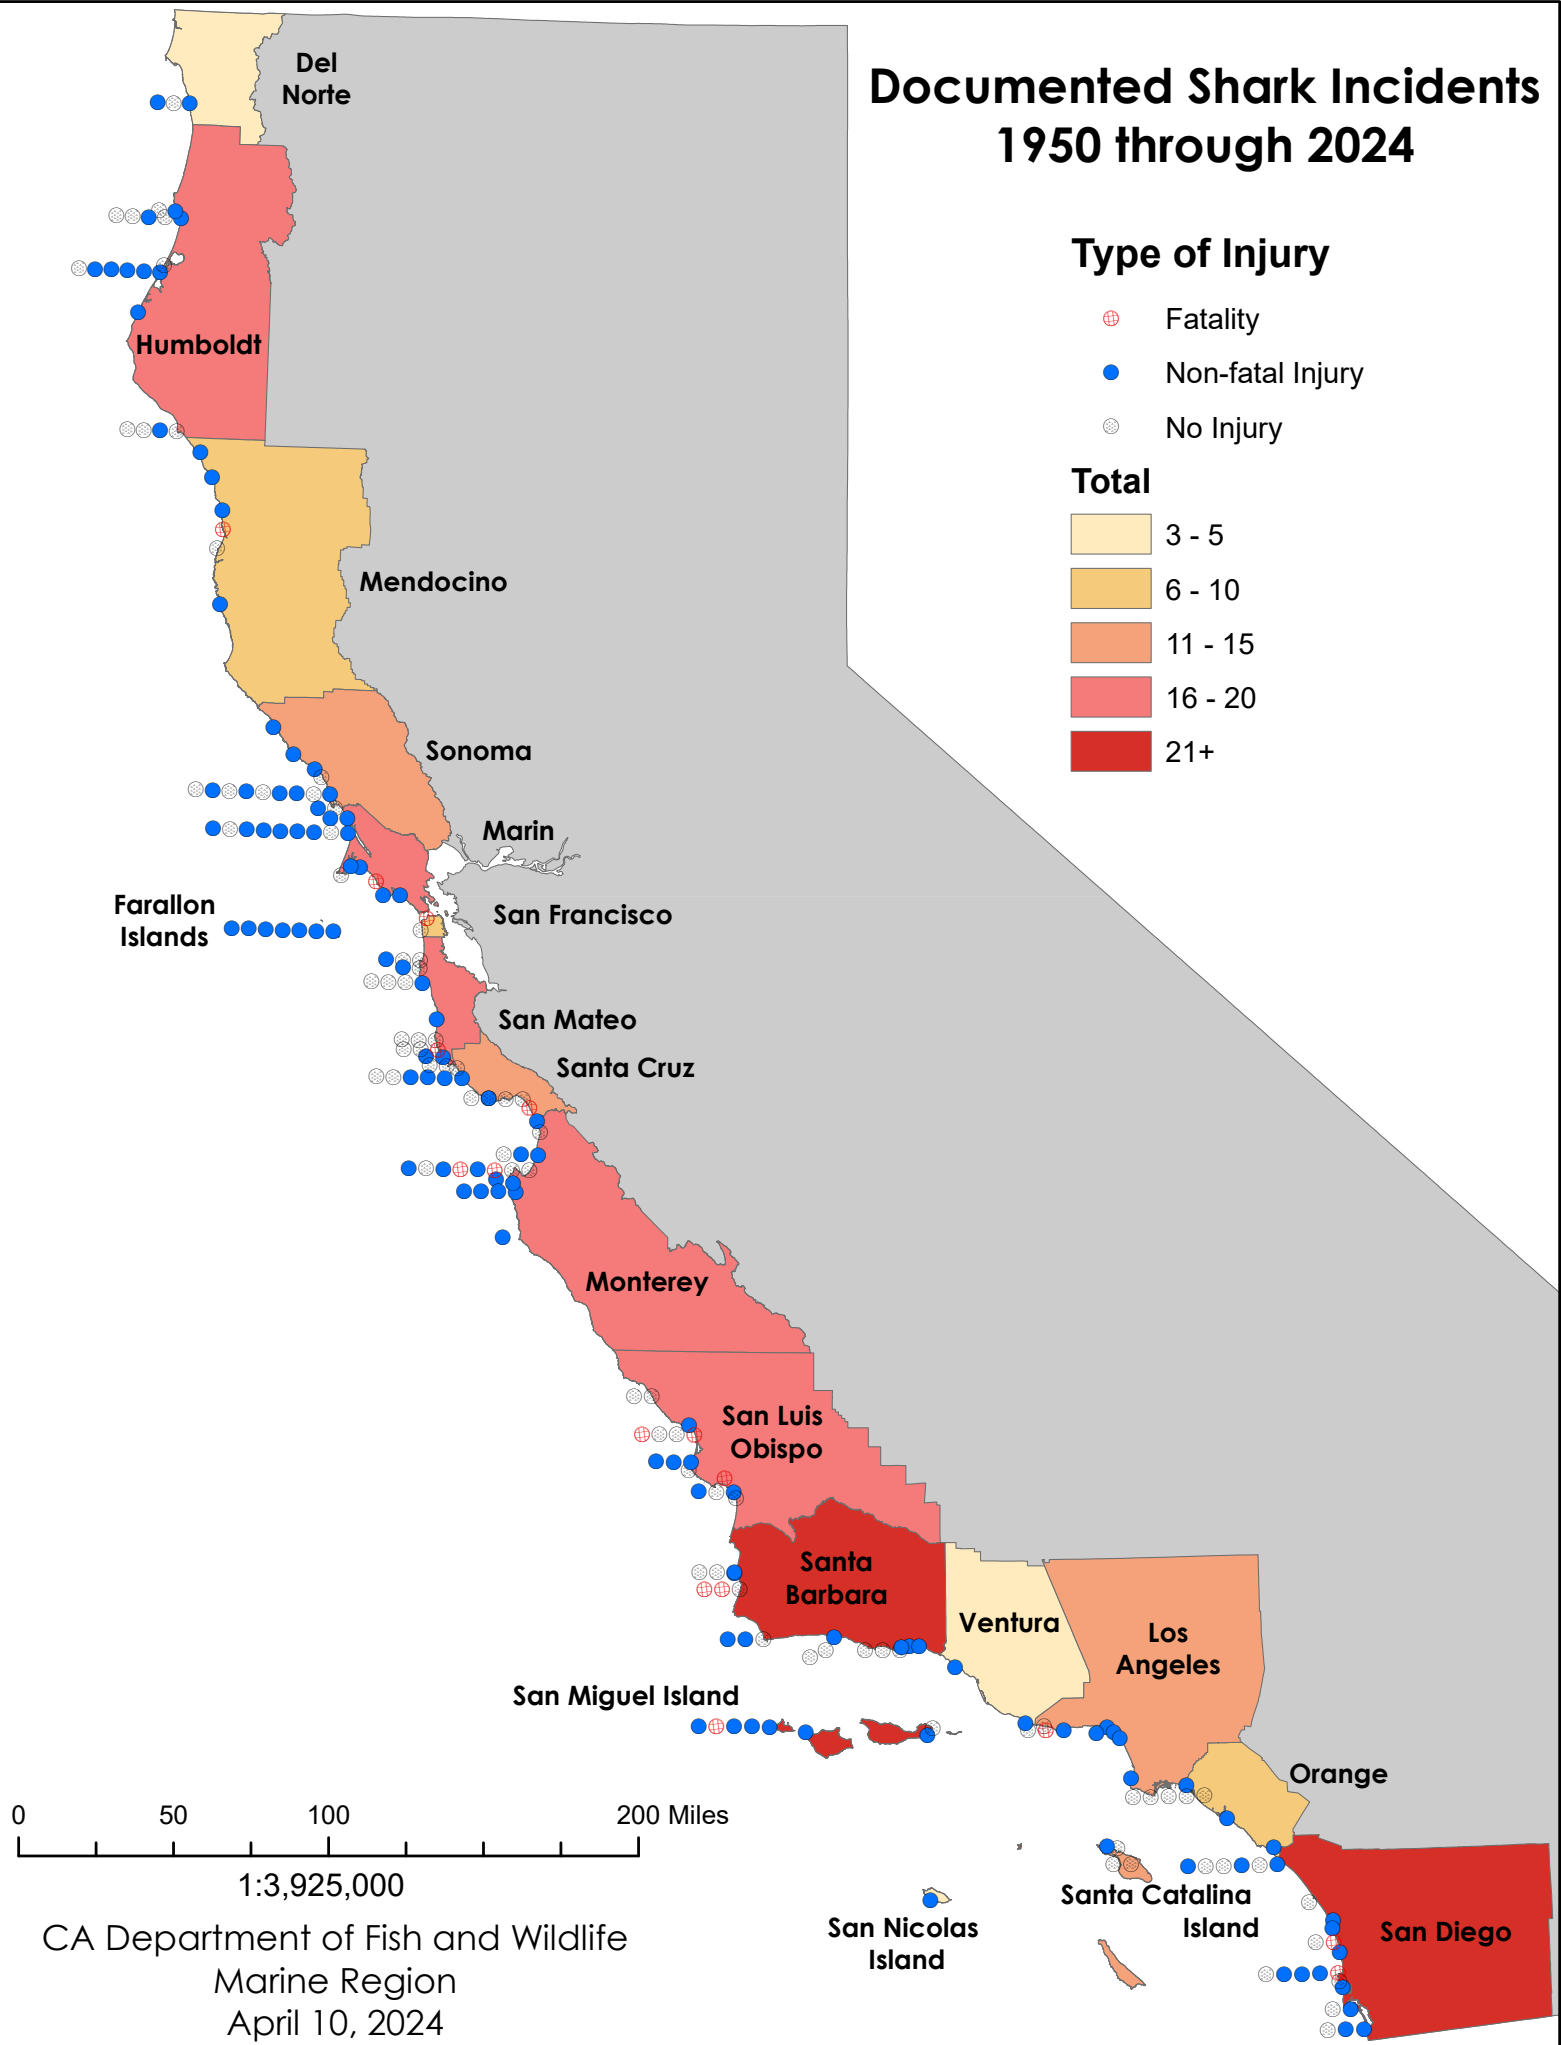 Documented Shark Incidents
1950 through 2024
Type of Injury
Fatality
Non-fatal Injury
No Injury
Total
3 - 5
6 - 10
11 - 15
16 - 20
21+
Del
Norte
Humboldt
Mendocino
Sonoma
Marin
Farallon
Islands
San Francisco
San Mateo
Santa Cruz
Monterey
San Luis
Obispo
Santa
Barbara
Ventura
Los
Angeles
San Miguel Island
Orange
Santa Catalina
Island
San Nicolas
Island
San Diego
0 50 100 200 Miles
1:3,925,000
CA Department of Fish and Wildlife
Marine Region
April 10, 2024